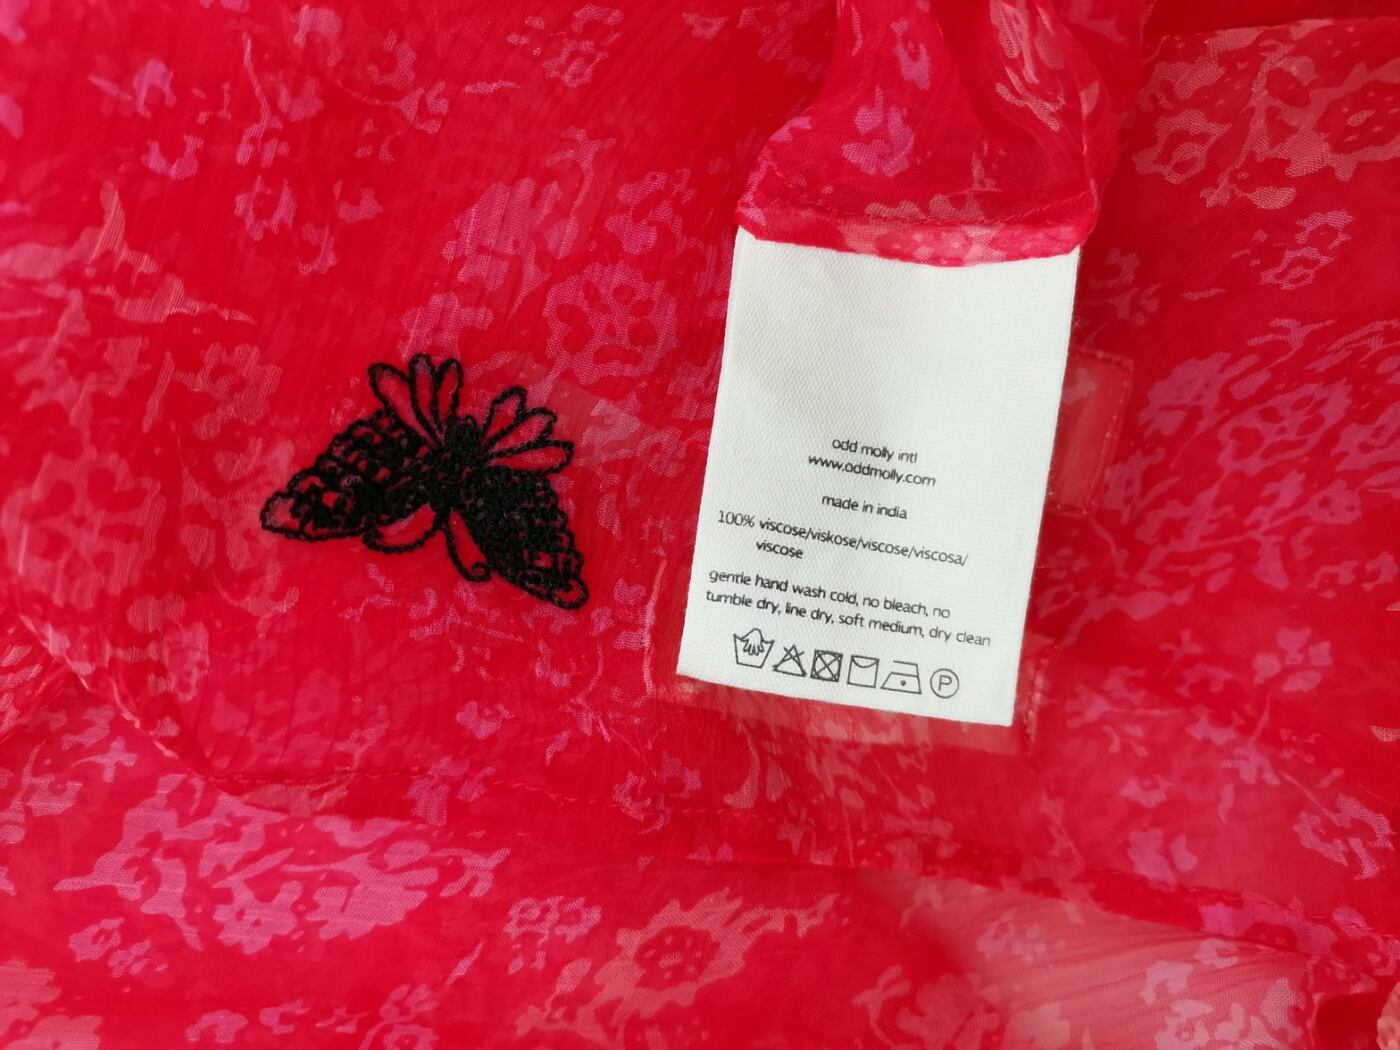 odd molly intl
www.oddmolly.com
made in india
100% viscose/viskose/viscose/viscosa/
viscose
gentle hand wash cold, no bleach, no
tumble dry, line dry, soft medium, dry clean
P